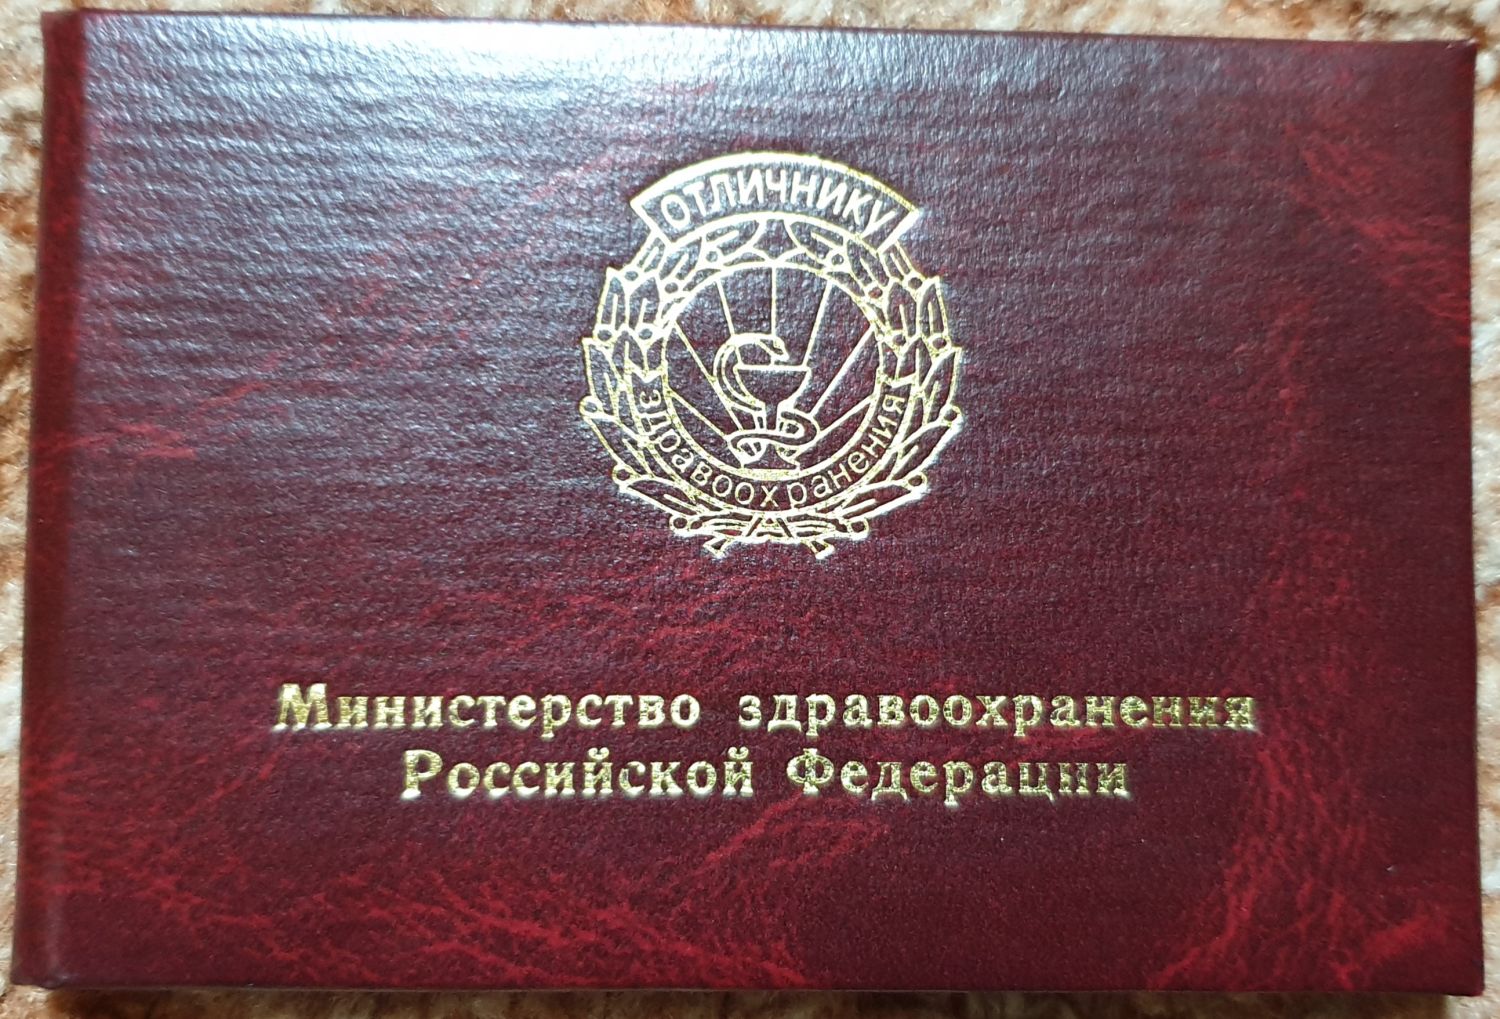 ОТЛИЧНИКУ
здравоохранения
Министерство здравоохранения
Российской Федерации